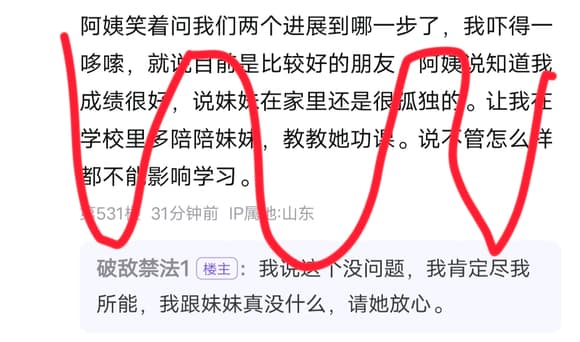 阿姨笑着问我们两个进展到哪一步了，我吓得一
哆嗦，就说目前是比较好的朋友，阿姨说知道我
成绩很好，说妹妹在家里还是很孤独的。让我在
学校里多陪陪妹妹，教教她功课。说不管怎么样
都不能影响学习。
第531楼 31分钟前 IP属地:山东
破敌禁法1 楼主：我说这个没问题，我肯定尽我
所能，我跟妹妹真没什么，请她放心。